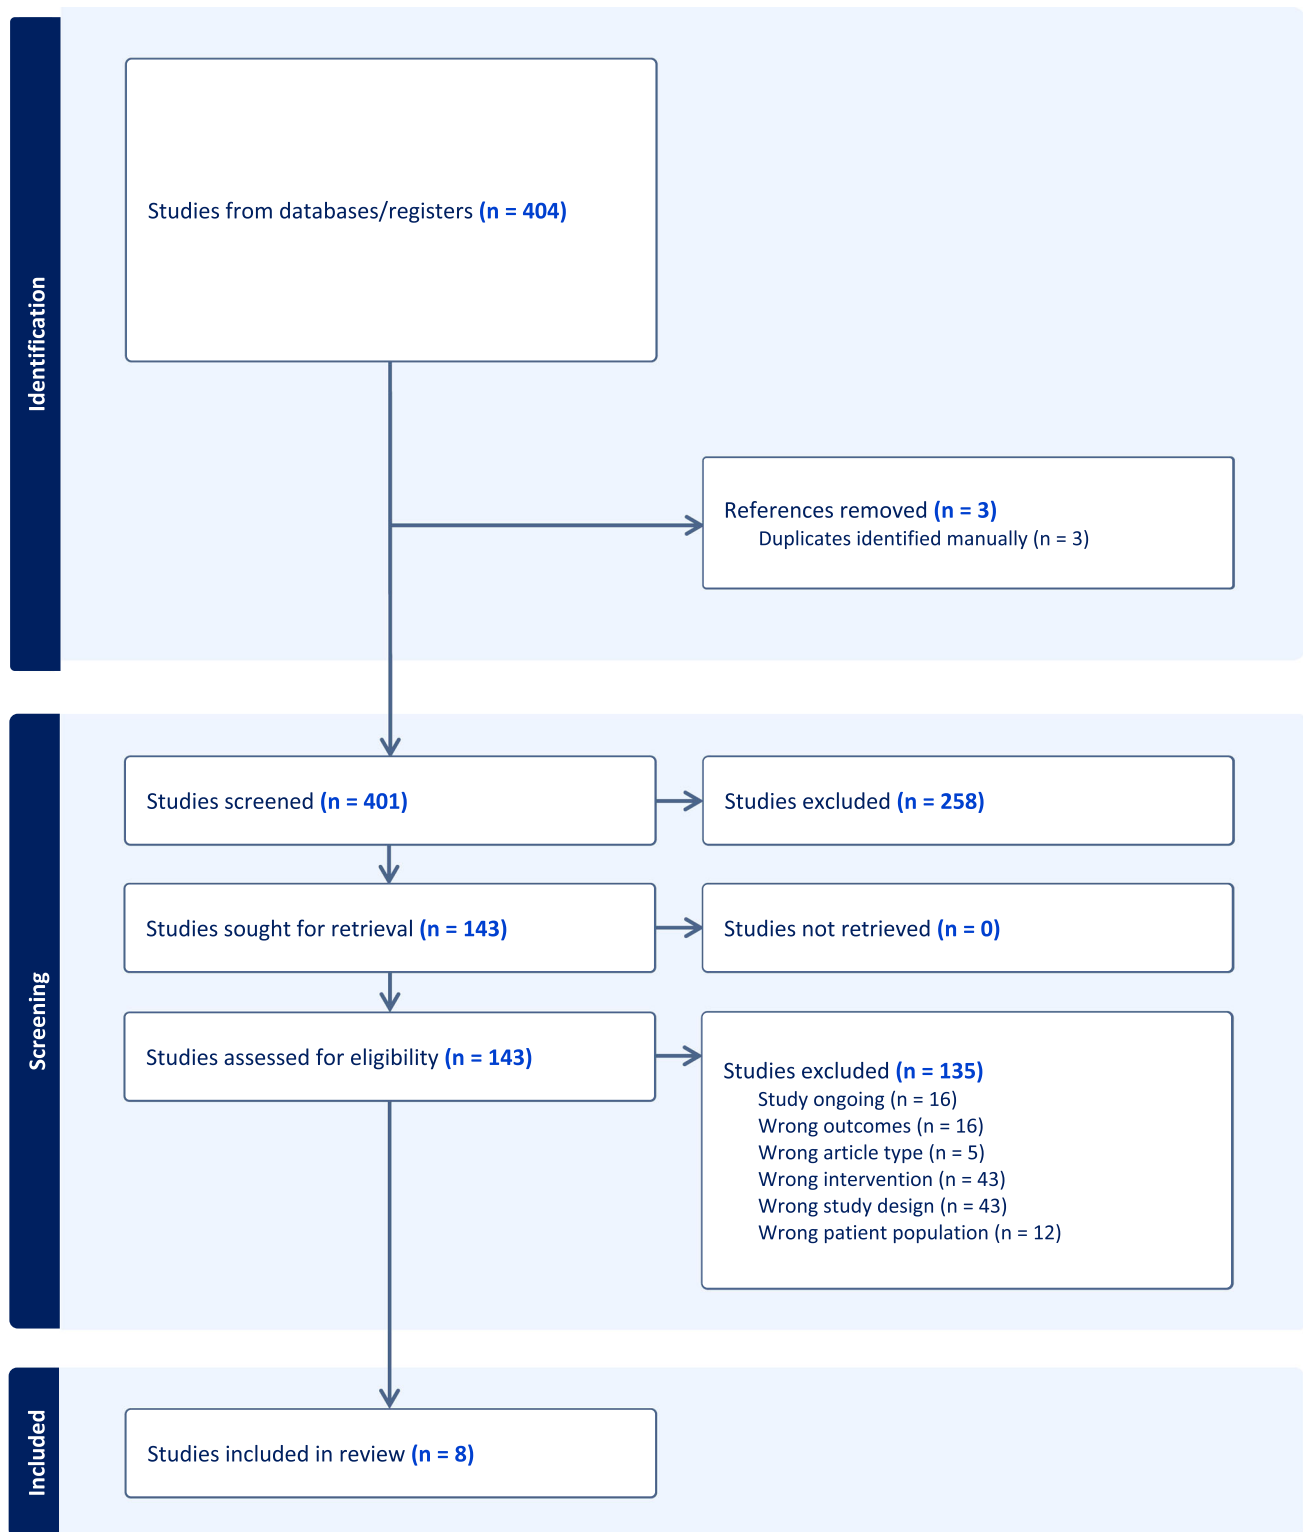 Identification
Studies from databases/registers (n = 404)
References removed (n = 3)
Duplicates identified manually (n = 3)
Screening
Studies screened (n = 401)
Studies excluded (n = 258)
Studies sought for retrieval (n = 143)
Studies not retrieved (n = 0)
Studies assessed for eligibility (n = 143)
Studies excluded (n = 135)
Study ongoing (n = 16)
Wrong outcomes (n = 16)
Wrong article type (n = 5)
Wrong intervention (n = 43)
Wrong study design (n = 43)
Wrong patient population (n = 12)
Included
Studies included in review (n = 8)